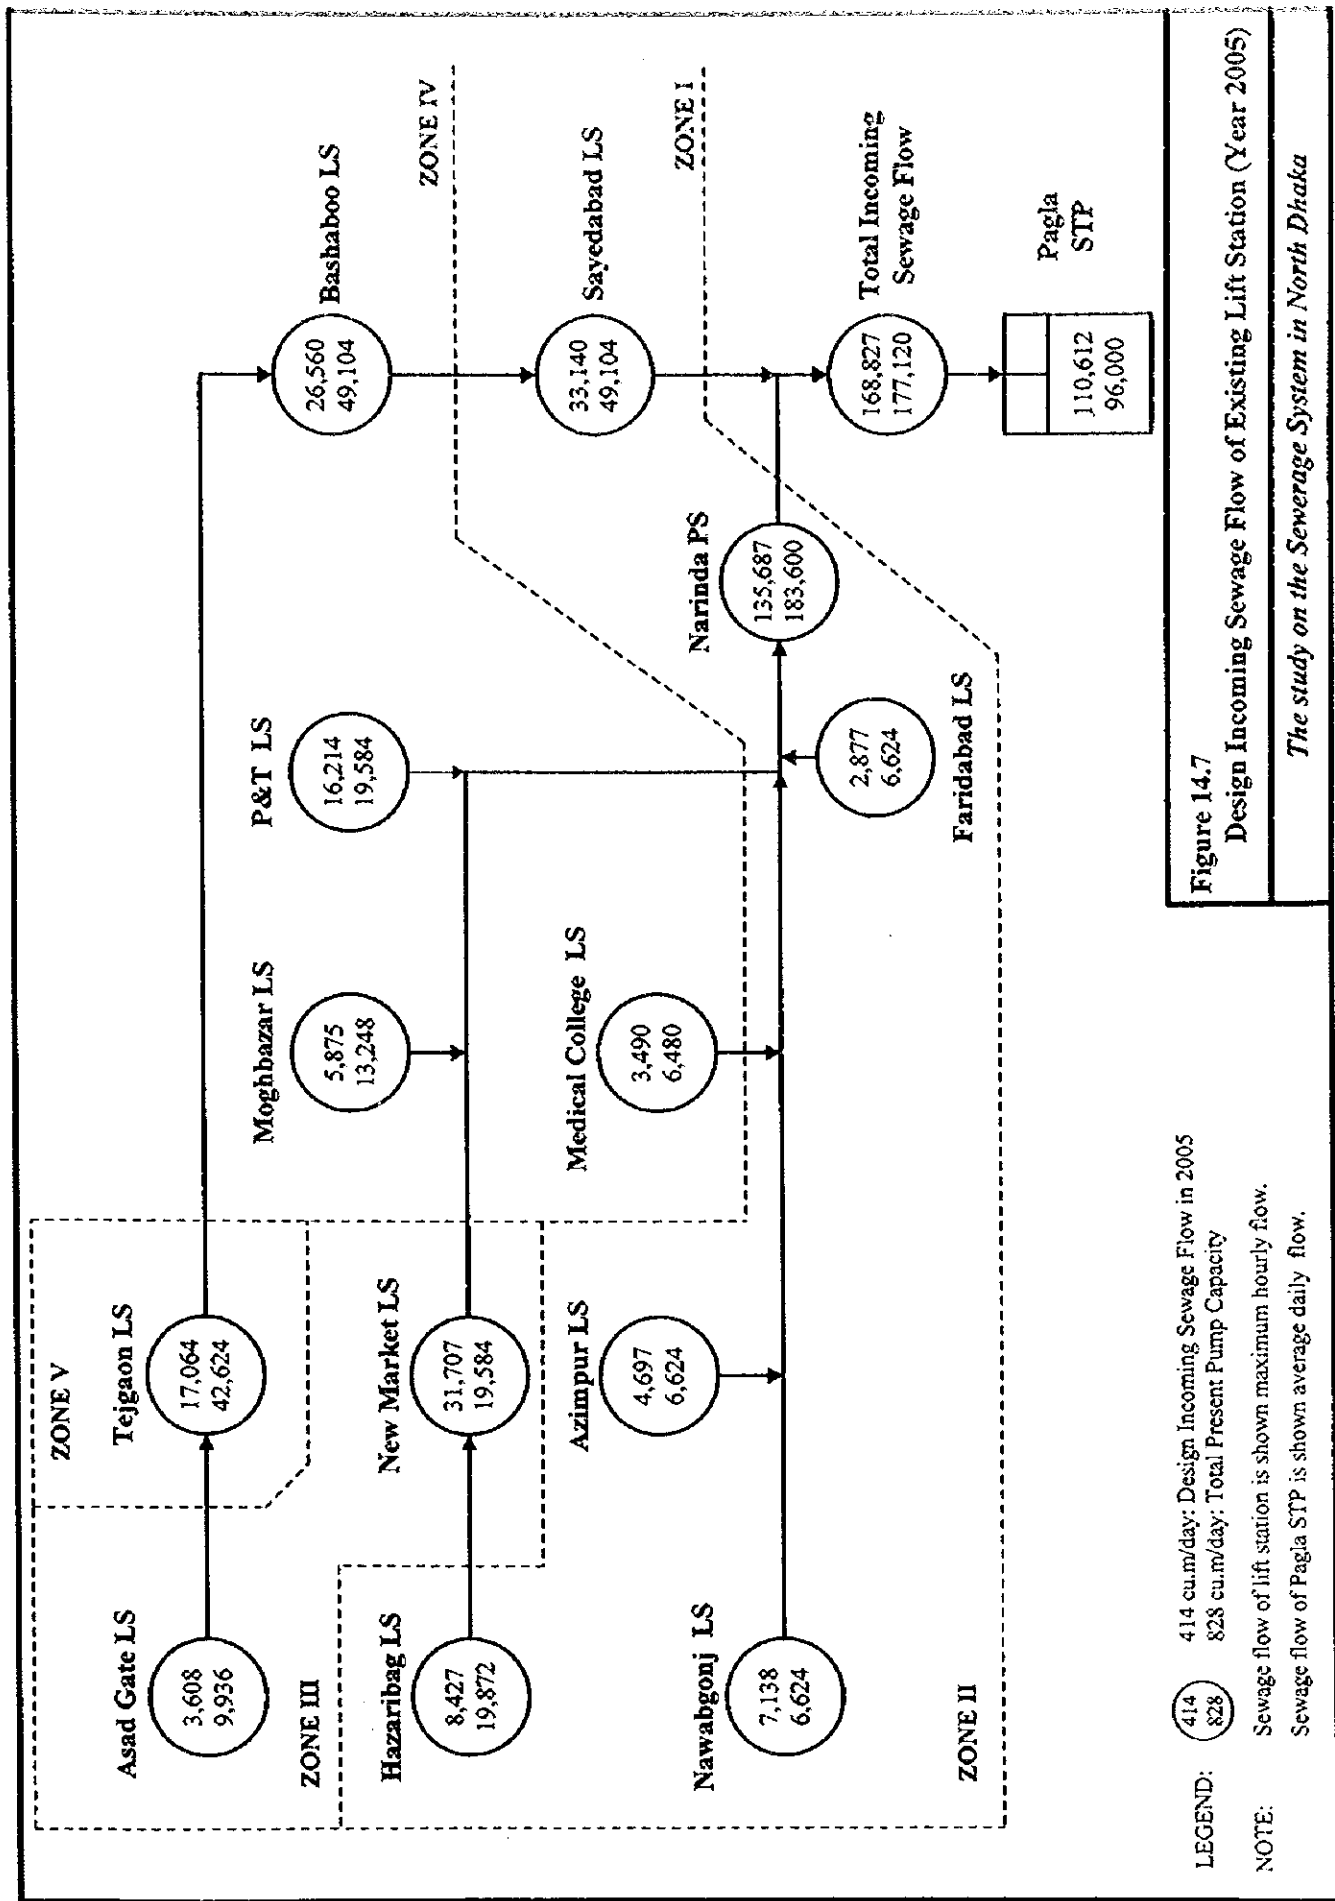 ZONE V
Asad Gate LS
3,608
9,936
Tejgaon LS
17,064
42,624
Bashaboo LS
26,560
49,104
ZONE III
Moghbazar LS
5,875
13,248
P&T LS
16,214
19,584
ZONE IV
Hazaribag LS
8,427
19,872
New Market LS
31,707
19,584
Sayedabad LS
33,140
49,104
Azimpur LS
4,697
6,624
Medical College LS
3,490
6,480
Narinda PS
135,687
183,600
ZONE I
Nawabgonj LS
7,138
6,624
Faridabad LS
2,877
6,624
Total Incoming
Sewage Flow
168,827
177,120
ZONE II
Pagla
STP
110,612
96,000
LEGEND:
414
828
414 cu.m/day: Design Incoming Sewage Flow in 2005
828 cu.m/day: Total Present Pump Capacity
NOTE:
Sewage flow of lift station is shown maximum hourly flow.
Sewage flow of Pagla STP is shown average daily flow.
Figure 14.7
Design Incoming Sewage Flow of Existing Lift Station (Year 2005)
The study on the Sewerage System in North Dhaka